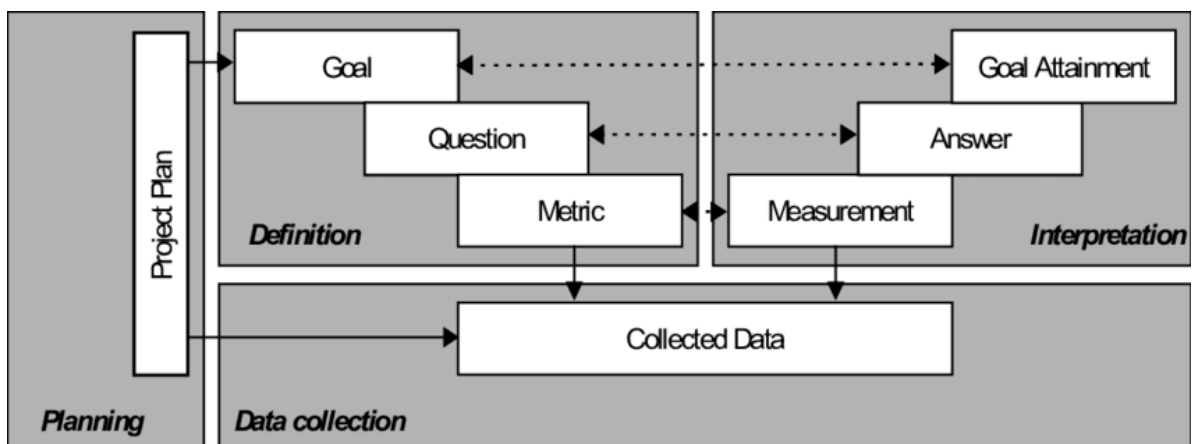 Project Plan
Planning
Goal
Question
Metric
Definition
Goal Attainment
Answer
Measurement
Interpretation
Collected Data
Data collection